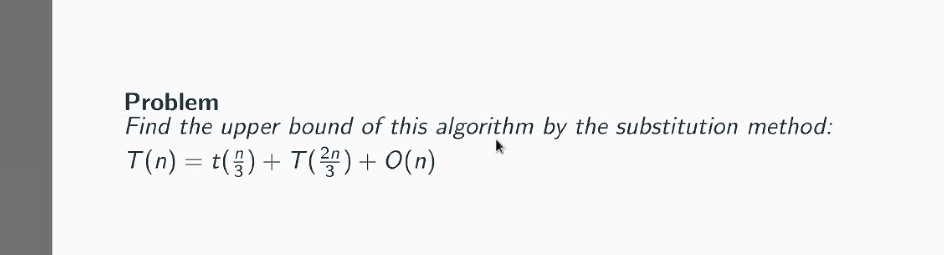 Problem
Find the upper bound of this algorithm by the substitution method:
T(n) = t(n/3) + T(2n/3) + O(n)